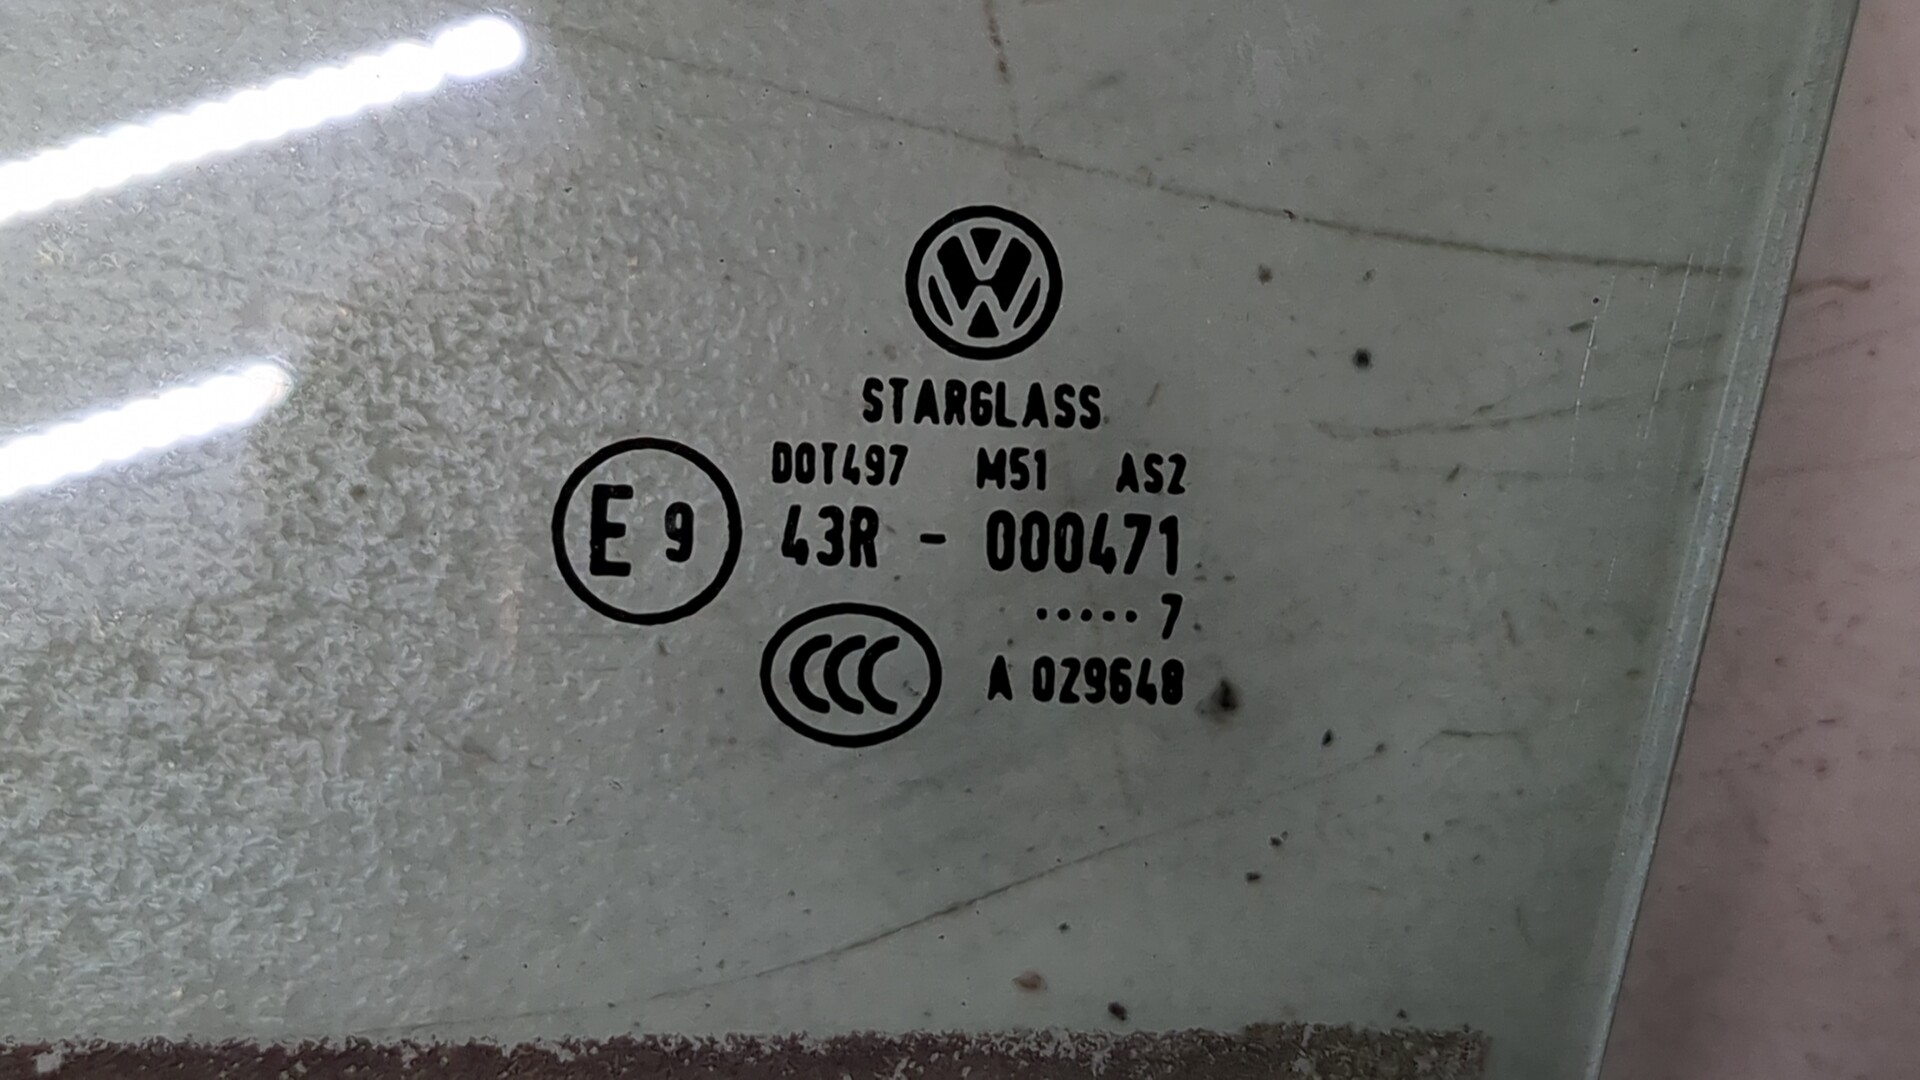 STARGLASS
DOT497 M51 AS2
E 9 43R - 000471
..... 7
CCC A 029648